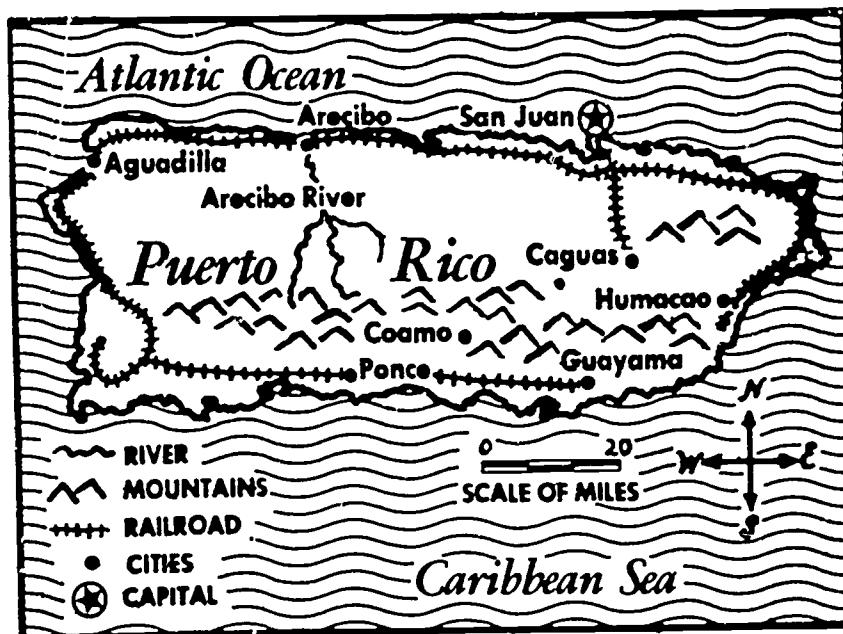 Atlantic Ocean
Arecibo
San Juan
Aguadilla
Arecibo River
Puerto Rico
Caguas
Humacao
Coamo
Ponce
Guayama
N
W E
S
RIVER
MOUNTAINS
RAILROAD
CITIES
CAPITAL
0 20
SCALE OF MILES
Caribbean Sea